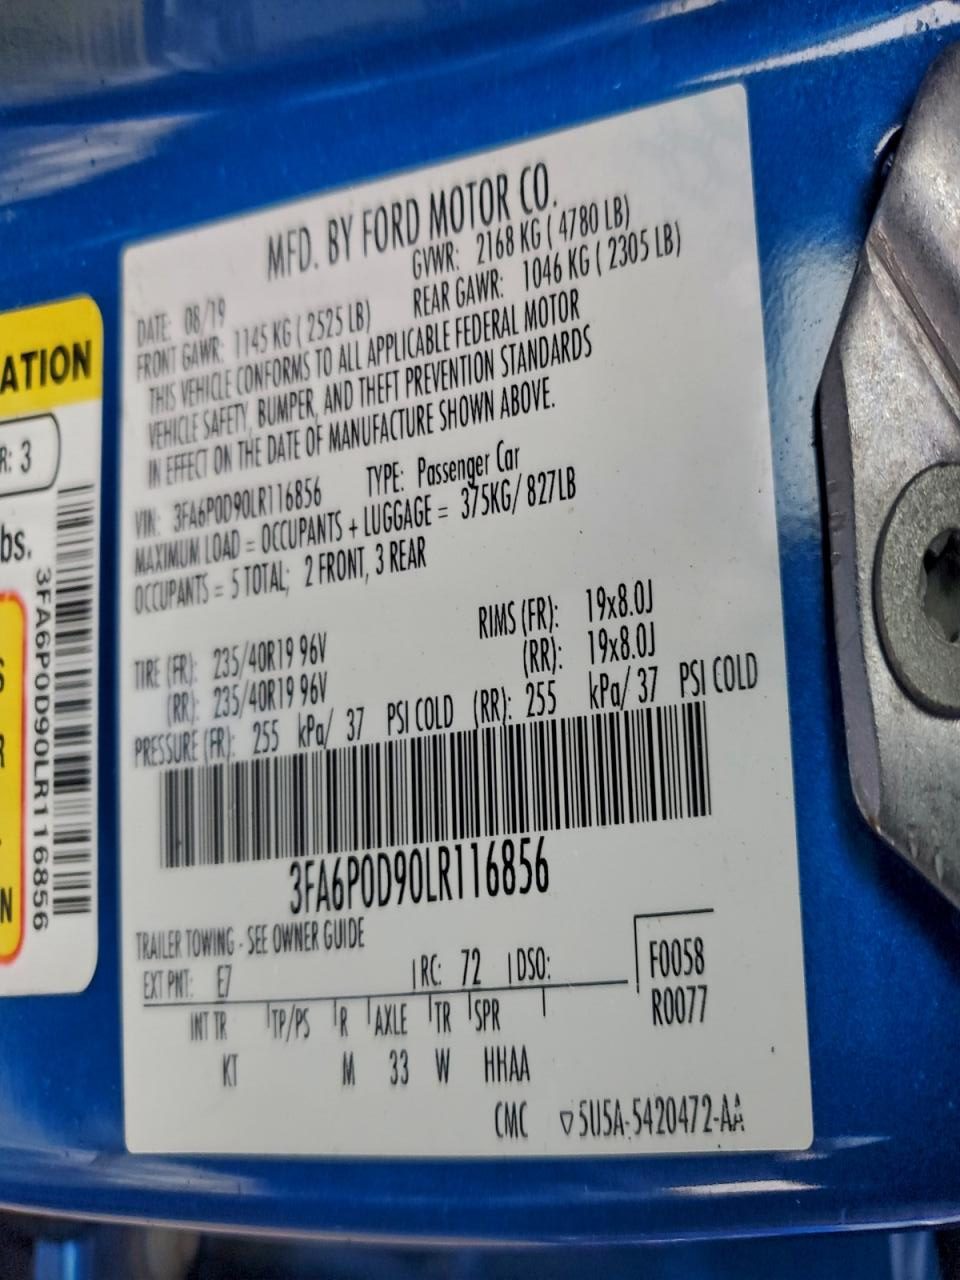 MFD. BY FORD MOTOR CO.
DATE: 08/19 GVWR: 2168 KG ( 4780 LB)
FRONT GAWR: 1145 KG ( 2525 LB) REAR GAWR: 1046 KG ( 2305 LB)
THIS VEHICLE CONFORMS TO ALL APPLICABLE FEDERAL MOTOR
VEHICLE SAFETY, BUMPER, AND THEFT PREVENTION STANDARDS
IN EFFECT ON THE DATE OF MANUFACTURE SHOWN ABOVE.
VIN: 3FA6P0D90LR116856 TYPE: Passenger Car
MAXIMUM LOAD = OCCUPANTS + LUGGAGE = 375KG/ 827LB
OCCUPANTS = 5 TOTAL; 2 FRONT, 3 REAR
TIRE (FR): 235/40R19 96V RIMS (FR): 19x8.0J
(RR): 235/40R19 96V (RR): 19x8.0J
PRESSURE (FR): 255 kPa/ 37 PSI COLD (RR): 255 kPa/ 37 PSI COLD
3FA6P0D90LR116856
TRAILER TOWING - SEE OWNER GUIDE
EXT PNT: E7 RC: 72 DSO: F0058
INT TR TP/PS R AXLE TR SPR R0077
KT M 33 W HHAA
CMC ▽5U5A-5420472-AA
ATION
R: 3
bs.
3FA6P0D90LR116856
S
R
N